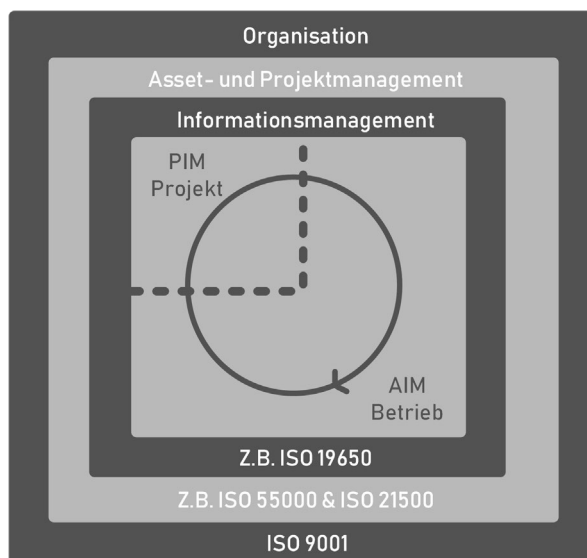 Organisation
Asset- und Projektmanagement
Informationsmanagement
PIM
Projekt
AIM
Betrieb
Z.B. ISO 19650
Z.B. ISO 55000 & ISO 21500
ISO 9001